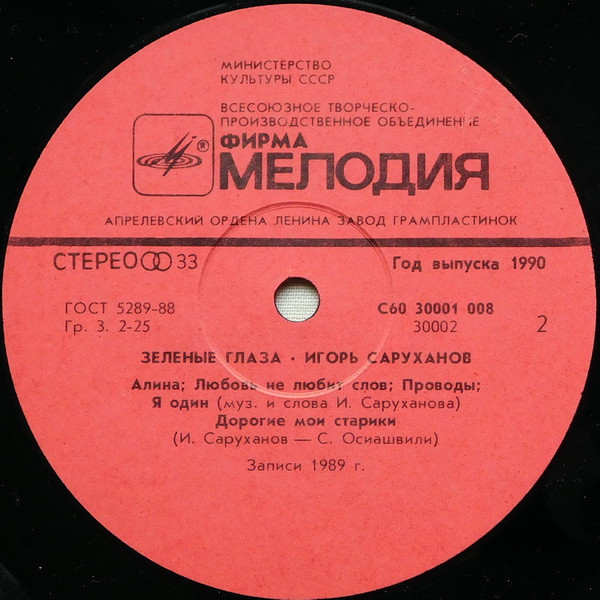 МИНИСТЕРСТВО
КУЛЬТУРЫ СССР
ВСЕСОЮЗНОЕ ТВОРЧЕСКО-
ПРОИЗВОДСТВЕННОЕ ОБЪЕДИНЕНИЕ
®
ФИРМА
МЕЛОДИЯ
АПРЕЛЕВСКИЙ ОРДЕНА ЛЕНИНА ЗАВОД ГРАМПЛАСТИНОК
СТЕРЕО 33
Год выпуска 1990
ГОСТ 5289-88
С60 30001 008
Гр. 3. 2-25
30002
2
ЗЕЛЕНЫЕ ГЛАЗА · ИГОРЬ САРУХАНОВ
Алина; Любовь не любит слов; Проводы;
Я один (муз. и слова И. Саруханова)
Дорогие мои старики
(И. Саруханов — С. Осиашвили)
Записи 1989 г.